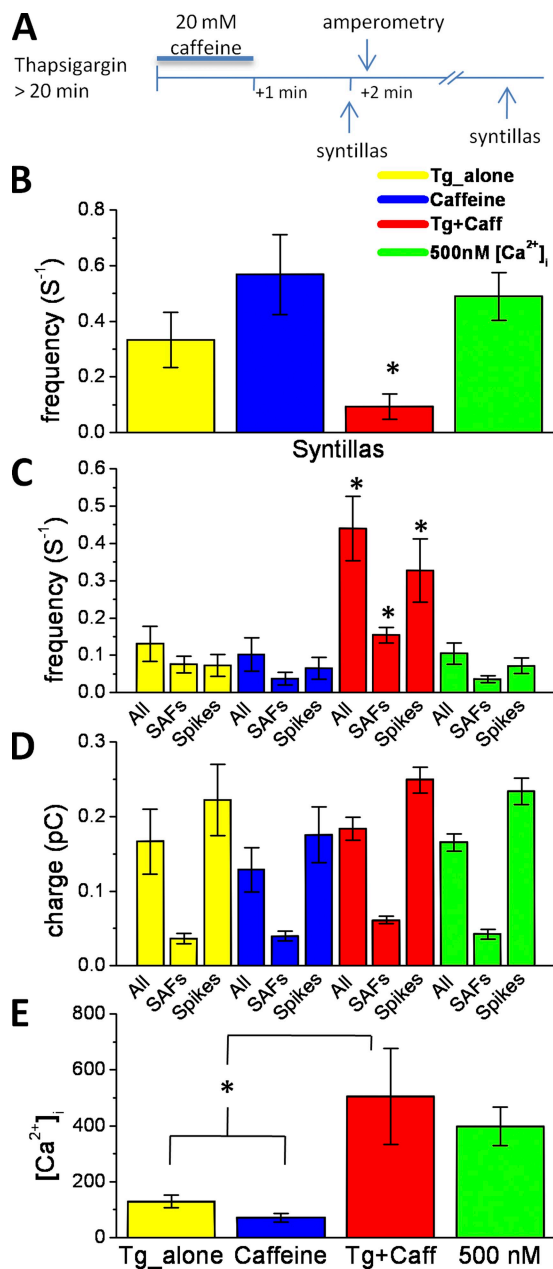 A
20 mM
caffeine
amperometry
Thapsigargin
> 20 min
+1 min
+2 min
syntillas
syntillas
B
Tg_alone
Caffeine
Tg+Caff
500nM [Ca2+]i
frequency (S-1)
0.8
0.6
0.4
0.2
0.0
*
Syntillas
C
frequency (S-1)
0.6
0.5
0.4
0.3
0.2
0.1
0.0
* * *
All SAFs Spikes All SAFs Spikes All SAFs Spikes All SAFs Spikes
D
charge (pC)
0.3
0.2
0.1
0.0
All SAFs Spikes All SAFs Spikes All SAFs Spikes All SAFs Spikes
E
[Ca2+]i
800
600
400
200
0
*
Tg_alone Caffeine Tg+Caff 500 nM